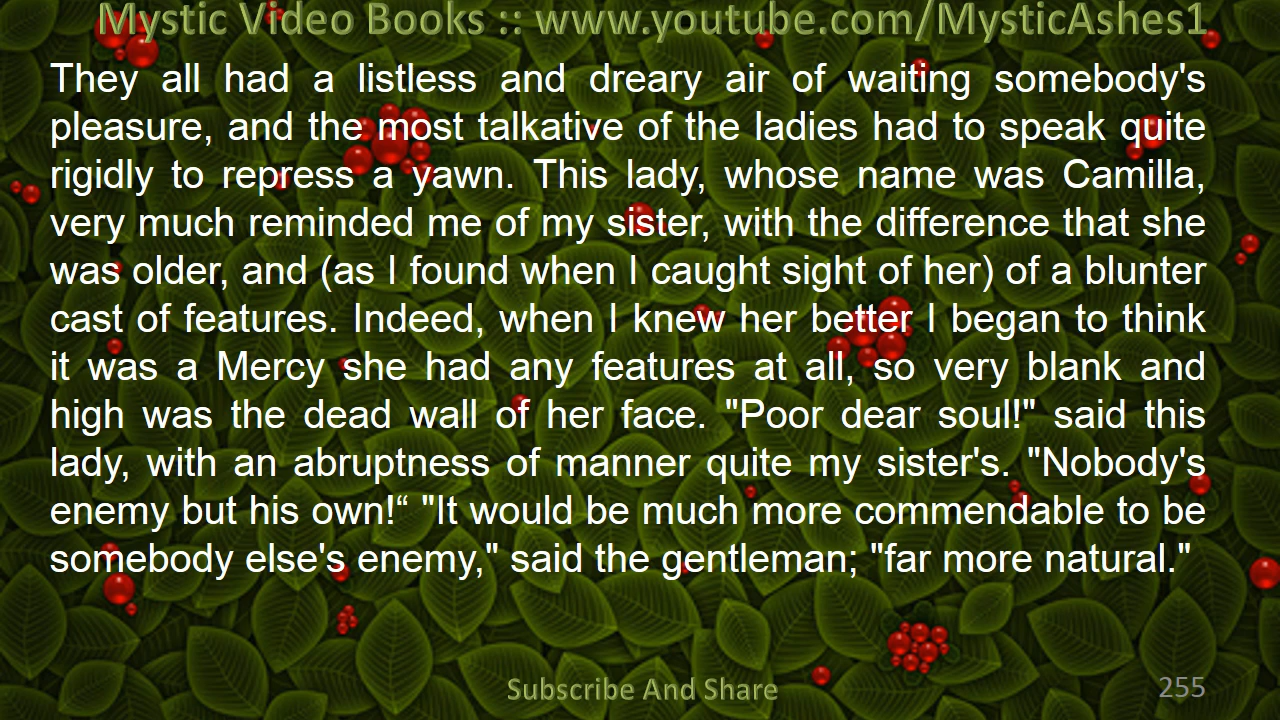 Mystic Video Books :: www.youtube.com/MysticAshes1
They all had a listless and dreary air of waiting somebody's
pleasure, and the most talkative of the ladies had to speak quite
rigidly to repress a yawn. This lady, whose name was Camilla,
very much reminded me of my sister, with the difference that she
was older, and (as I found when I caught sight of her) of a blunter
cast of features. Indeed, when I knew her better I began to think
it was a Mercy she had any features at all, so very blank and
high was the dead wall of her face. "Poor dear soul!" said this
lady, with an abruptness of manner quite my sister's. "Nobody's
enemy but his own!“ "It would be much more commendable to be
somebody else's enemy," said the gentleman; "far more natural."
Subscribe And Share
255